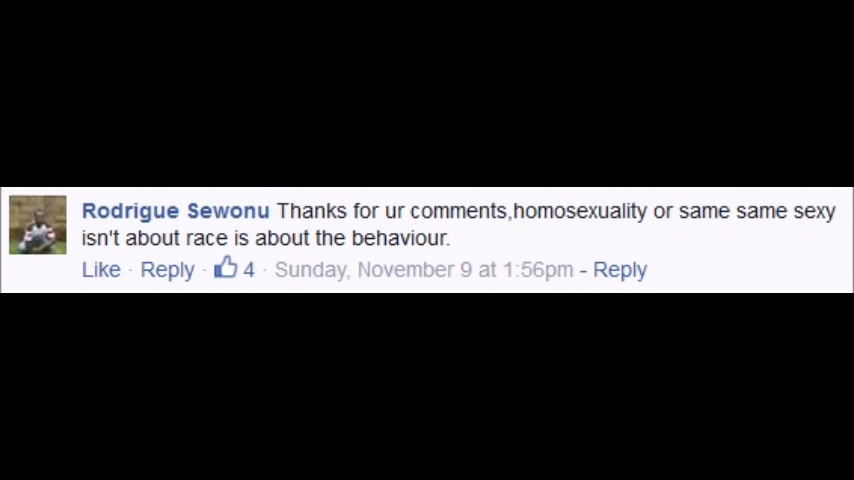 Rodrigue Sewonu Thanks for ur comments,homosexuality or same same sexy
isn't about race is about the behaviour.
Like · Reply · 4 · Sunday, November 9 at 1:56pm - Reply